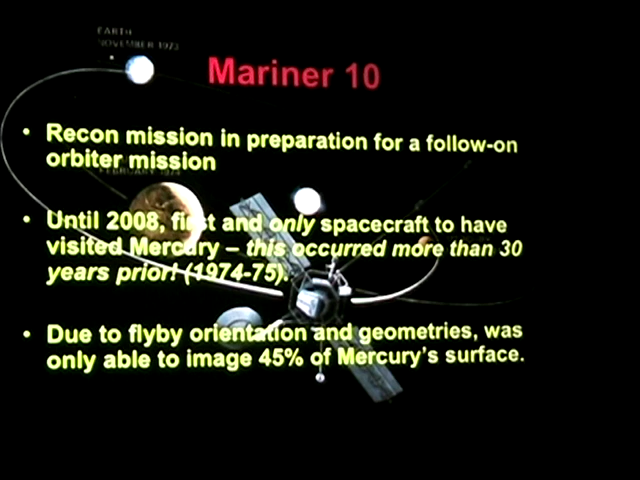 EARTH
NOVEMBER 1973
Mariner 10
• Recon mission in preparation for a follow-on
orbiter mission
FEBRUARY 1974
• Until 2008, first and only spacecraft to have
visited Mercury – this occurred more than 30
years prior! (1974-75).
• Due to flyby orientation and geometries, was
only able to image 45% of Mercury's surface.